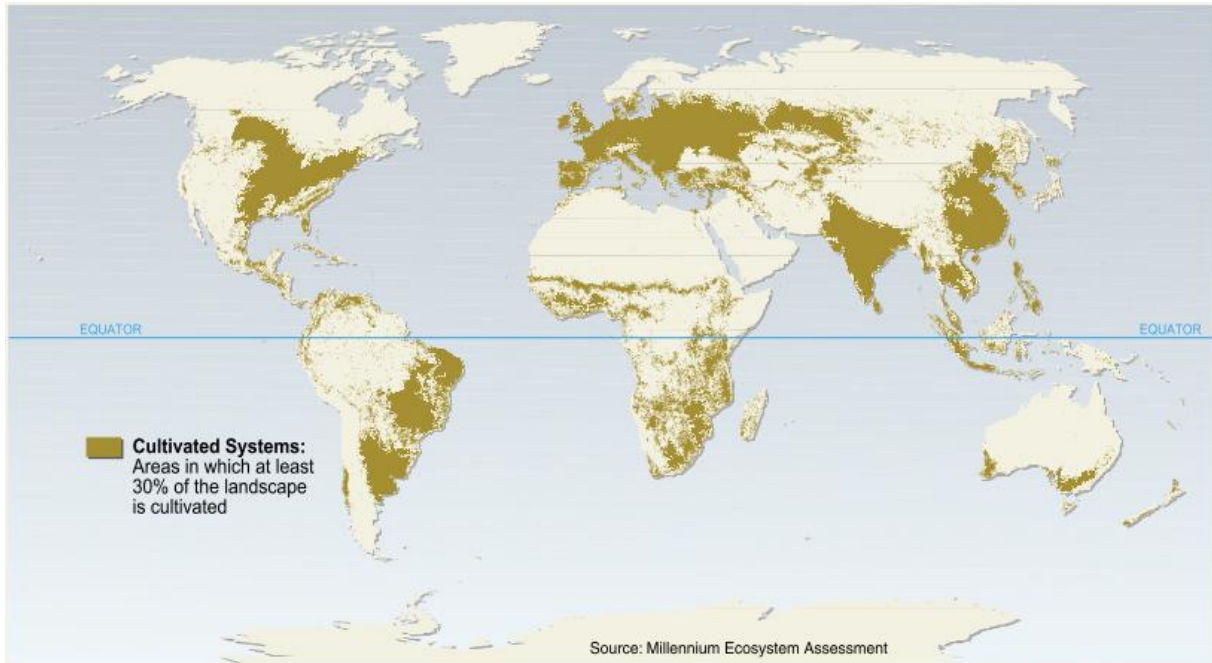 EQUATOR
EQUATOR
Cultivated Systems:
Areas in which at least
30% of the landscape
is cultivated
Source: Millennium Ecosystem Assessment